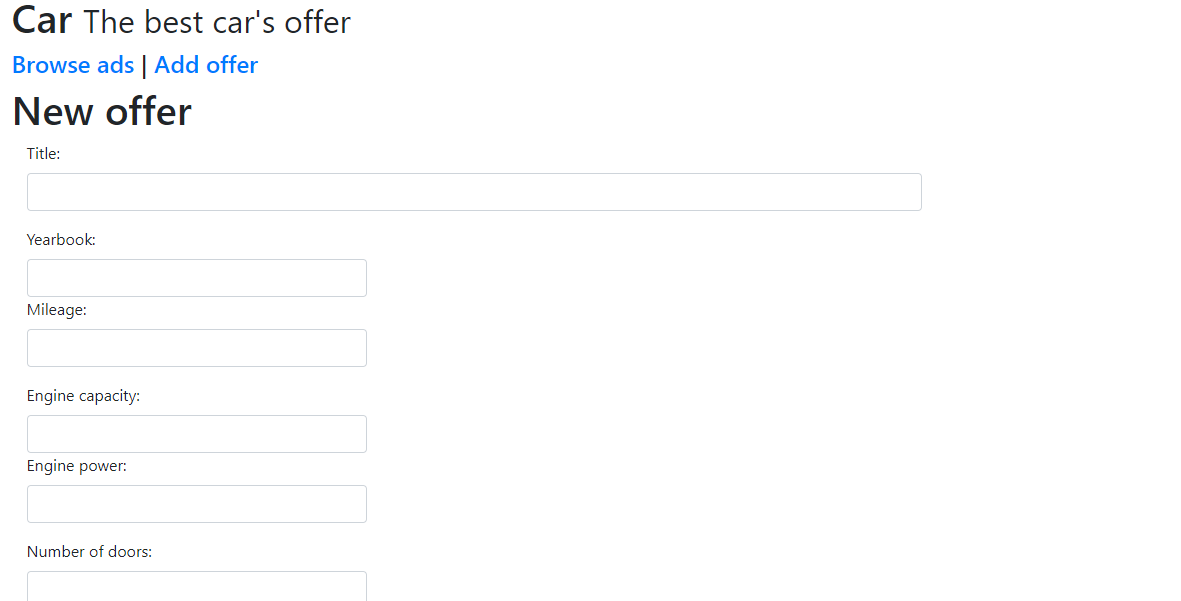 Car The best car's offer
Browse ads | Add offer
New offer
Title:
Yearbook:
Mileage:
Engine capacity:
Engine power:
Number of doors: